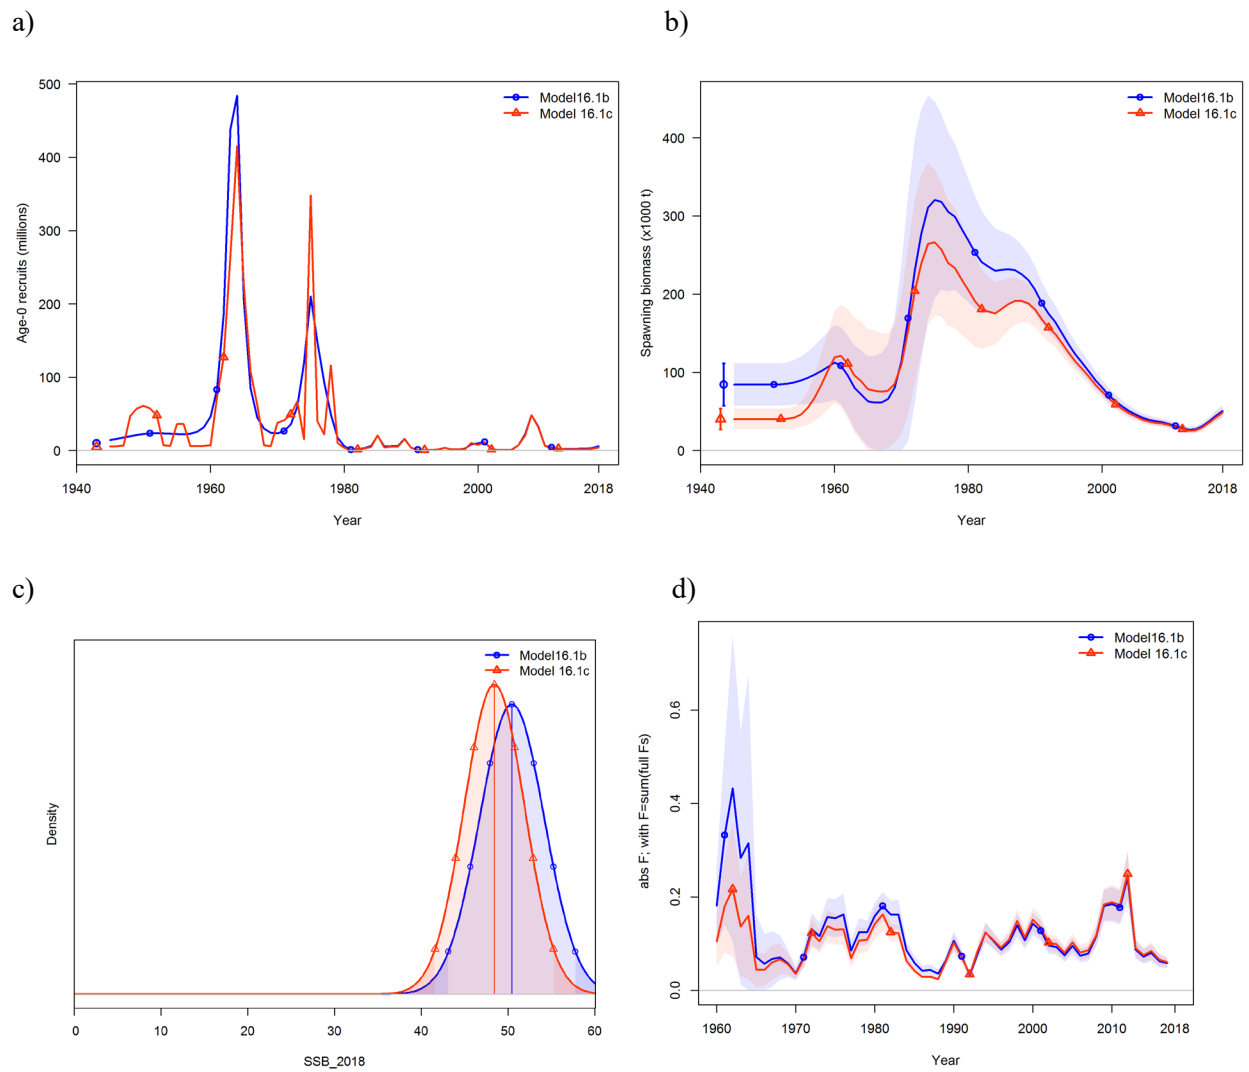 a)
b)
500
400
300
200
100
0
Age-0 recruits (millions)
Model16.1b
Model 16.1c
1940
1960
1980
2000
2018
Year
400
300
200
100
0
Spawning biomass (x1000 t)
Model16.1b
Model 16.1c
1940
1960
1980
2000
2018
Year
c)
d)
Density
Model16.1b
Model 16.1c
0
10
20
30
40
50
60
SSB_2018
abs F; with F=sum(full Fs)
0.6
0.4
0.2
0.0
Model16.1b
Model 16.1c
1960
1970
1980
1990
2000
2010
2018
Year